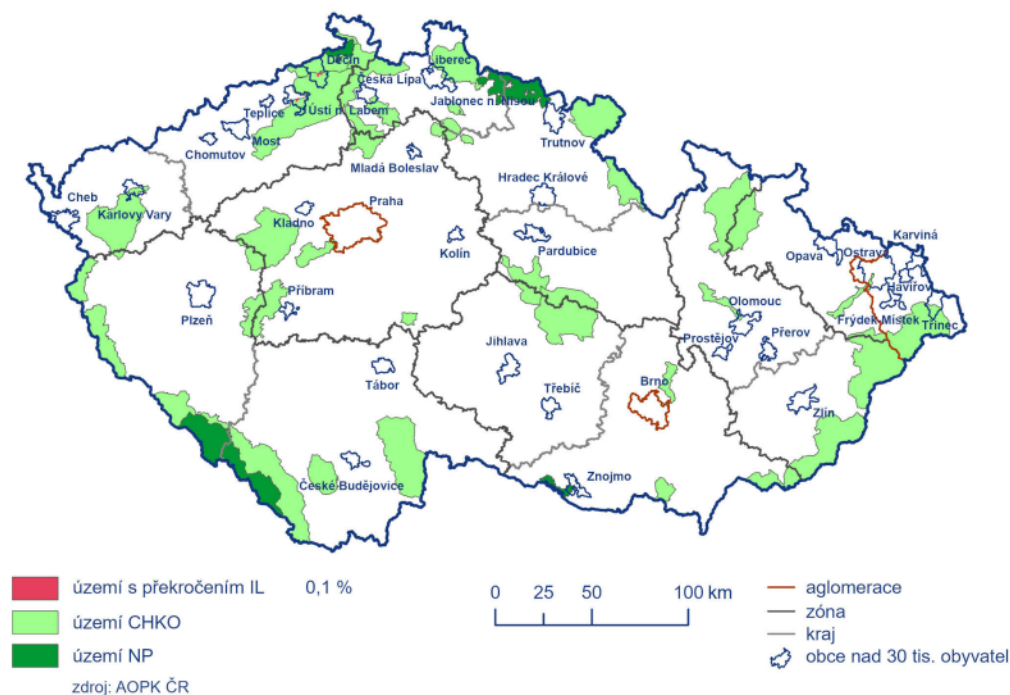 Děčín
Liberec
Česká Lípa
Teplice
Ústí n. Labem
Jablonec n. Nisou
Most
Trutnov
Chomutov
Mladá Boleslav
Hradec Králové
Cheb
Karlovy Vary
Praha
Kladno
Kolín
Pardubice
Karviná
Opava
Ostrava
Havířov
Příbram
Olomouc
Plzeň
Frýdek-Místek
Třinec
Jihlava
Prostějov
Přerov
Tábor
Třebíč
Brno
Zlín
České Budějovice
Znojmo
území s překročením IL 0,1 %
území CHKO
území NP
zdroj: AOPK ČR
0 25 50 100 km
aglomerace
zóna
kraj
obce nad 30 tis. obyvatel